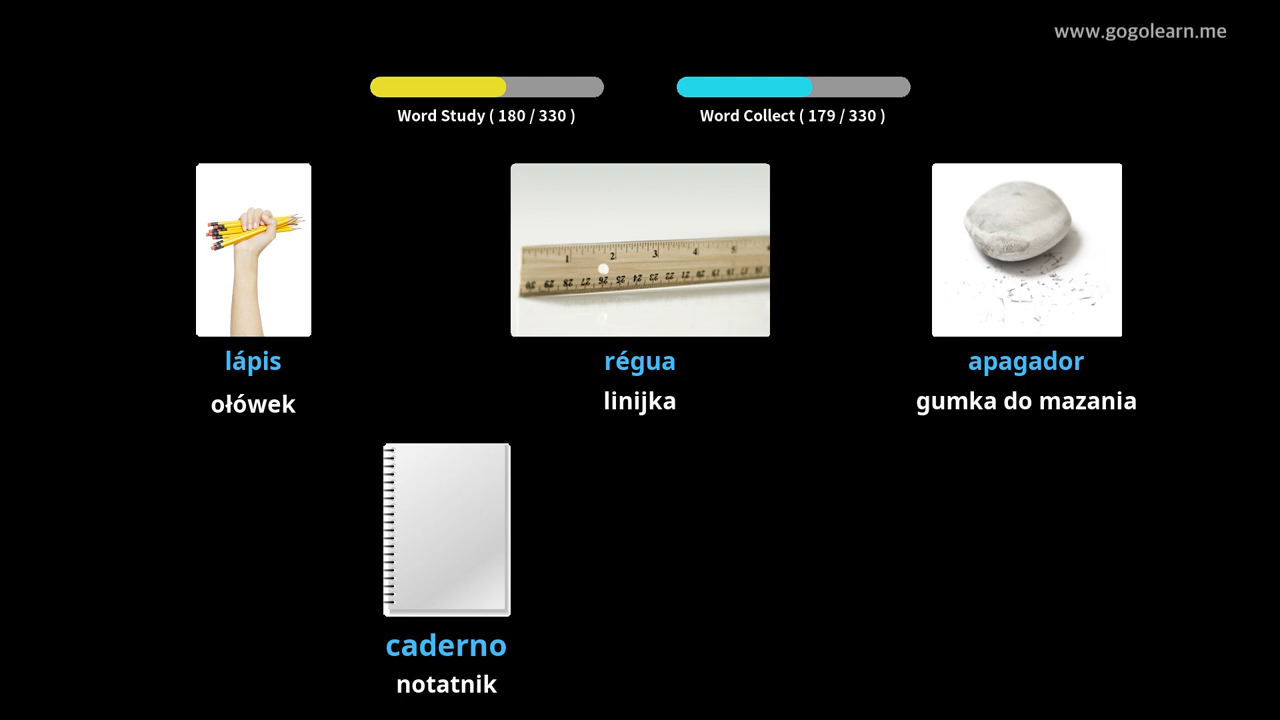 www.gogolearn.me
Word Study ( 180 / 330 )
Word Collect ( 179 / 330 )
lápis
régua
apagador
ołówek
linijka
gumka do mazania
caderno
notatnik